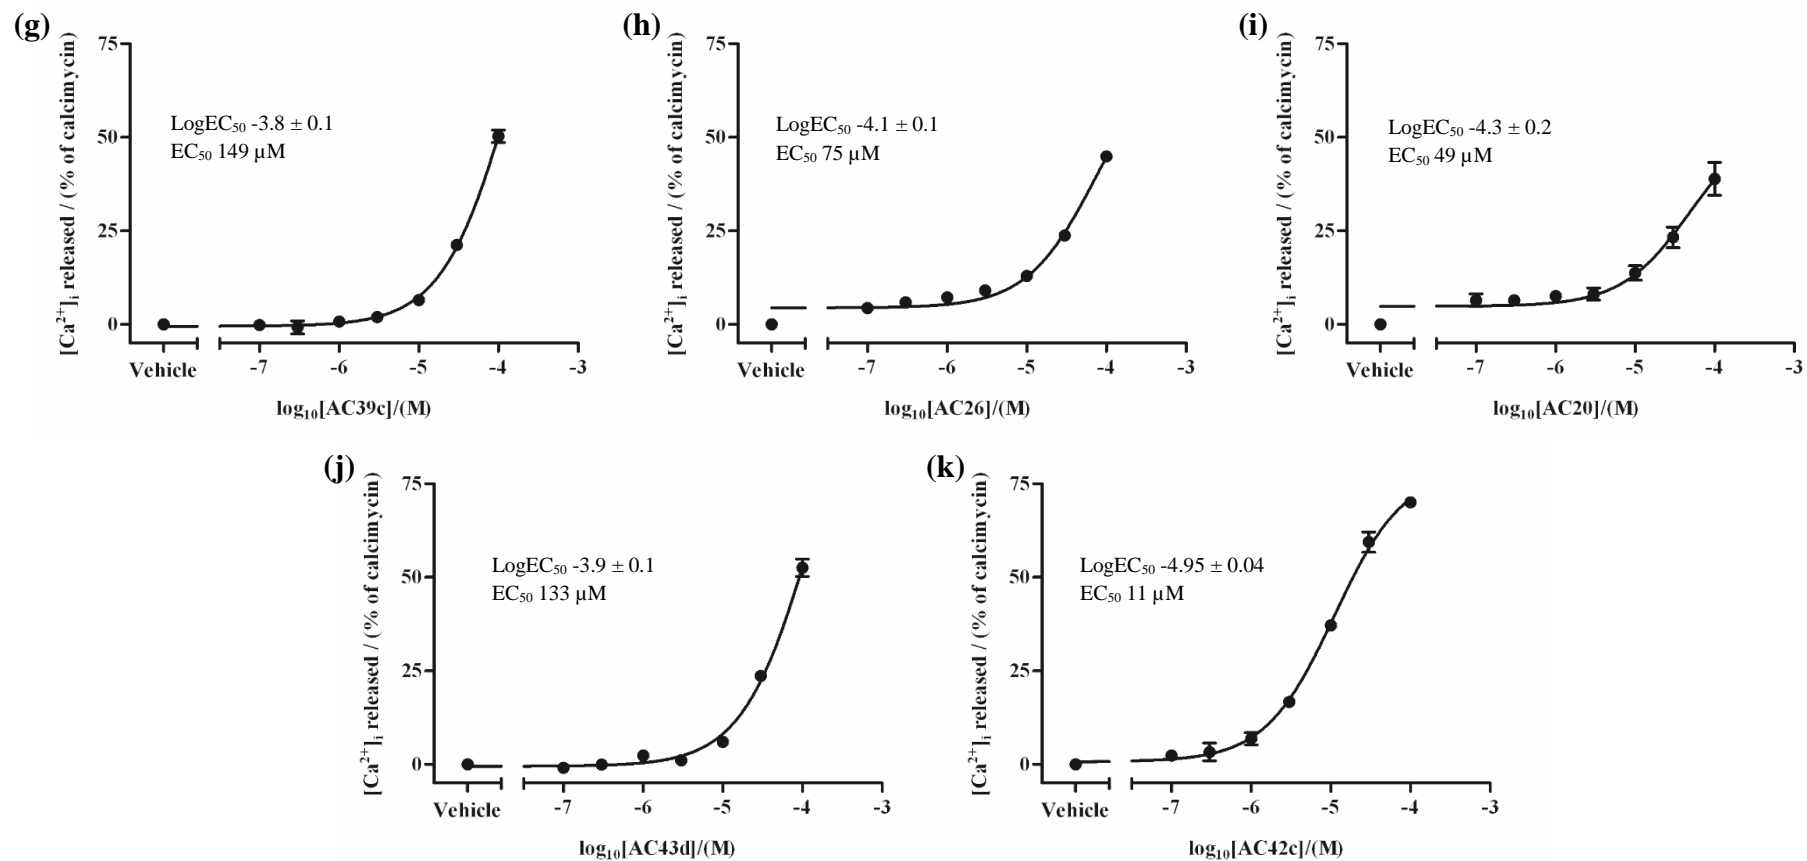 (g)
[Ca²⁺]ᵢ released / (% of calcimycin)
75
50
25
0
LogEC₅₀ -3.8 ± 0.1
EC₅₀ 149 µM
Vehicle -7 -6 -5 -4 -3
log₁₀[AC39c]/(M)
(h)
[Ca²⁺]ᵢ released / (% of calcimycin)
75
50
25
0
LogEC₅₀ -4.1 ± 0.1
EC₅₀ 75 µM
Vehicle -7 -6 -5 -4 -3
log₁₀[AC26]/(M)
(i)
[Ca²⁺]ᵢ released / (% of calcimycin)
75
50
25
0
LogEC₅₀ -4.3 ± 0.2
EC₅₀ 49 µM
Vehicle -7 -6 -5 -4 -3
log₁₀[AC20]/(M)
(j)
[Ca²⁺]ᵢ released / (% of calcimycin)
75
50
25
0
LogEC₅₀ -3.9 ± 0.1
EC₅₀ 133 µM
Vehicle -7 -6 -5 -4 -3
log₁₀[AC43d]/(M)
(k)
[Ca²⁺]ᵢ released / (% of calcimycin)
75
50
25
0
LogEC₅₀ -4.95 ± 0.04
EC₅₀ 11 µM
Vehicle -7 -6 -5 -4 -3
log₁₀[AC42c]/(M)